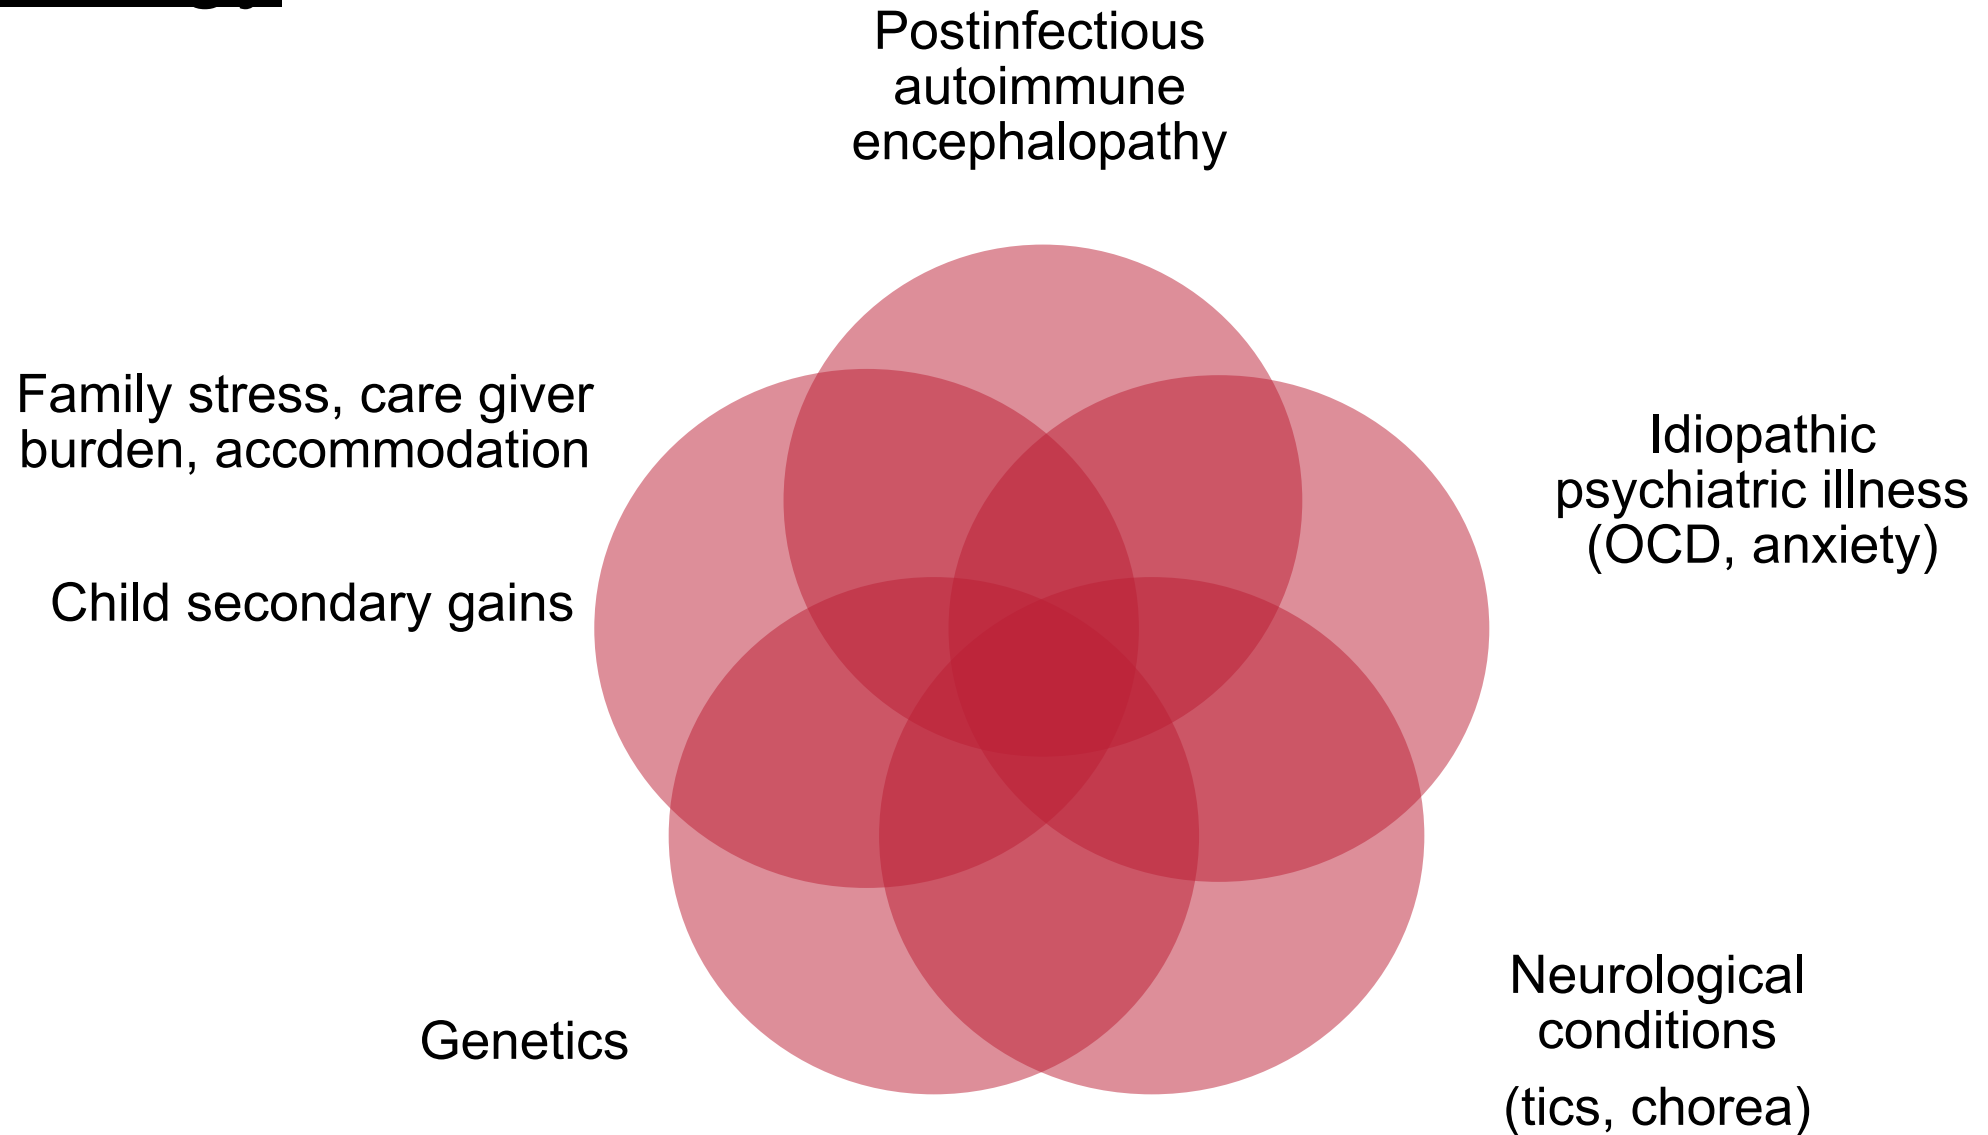 Postinfectious
autoimmune
encephalopathy
Family stress, care giver
burden, accommodation
Child secondary gains
Idiopathic
psychiatric illness
(OCD, anxiety)
Genetics
Neurological
conditions
(tics, chorea)